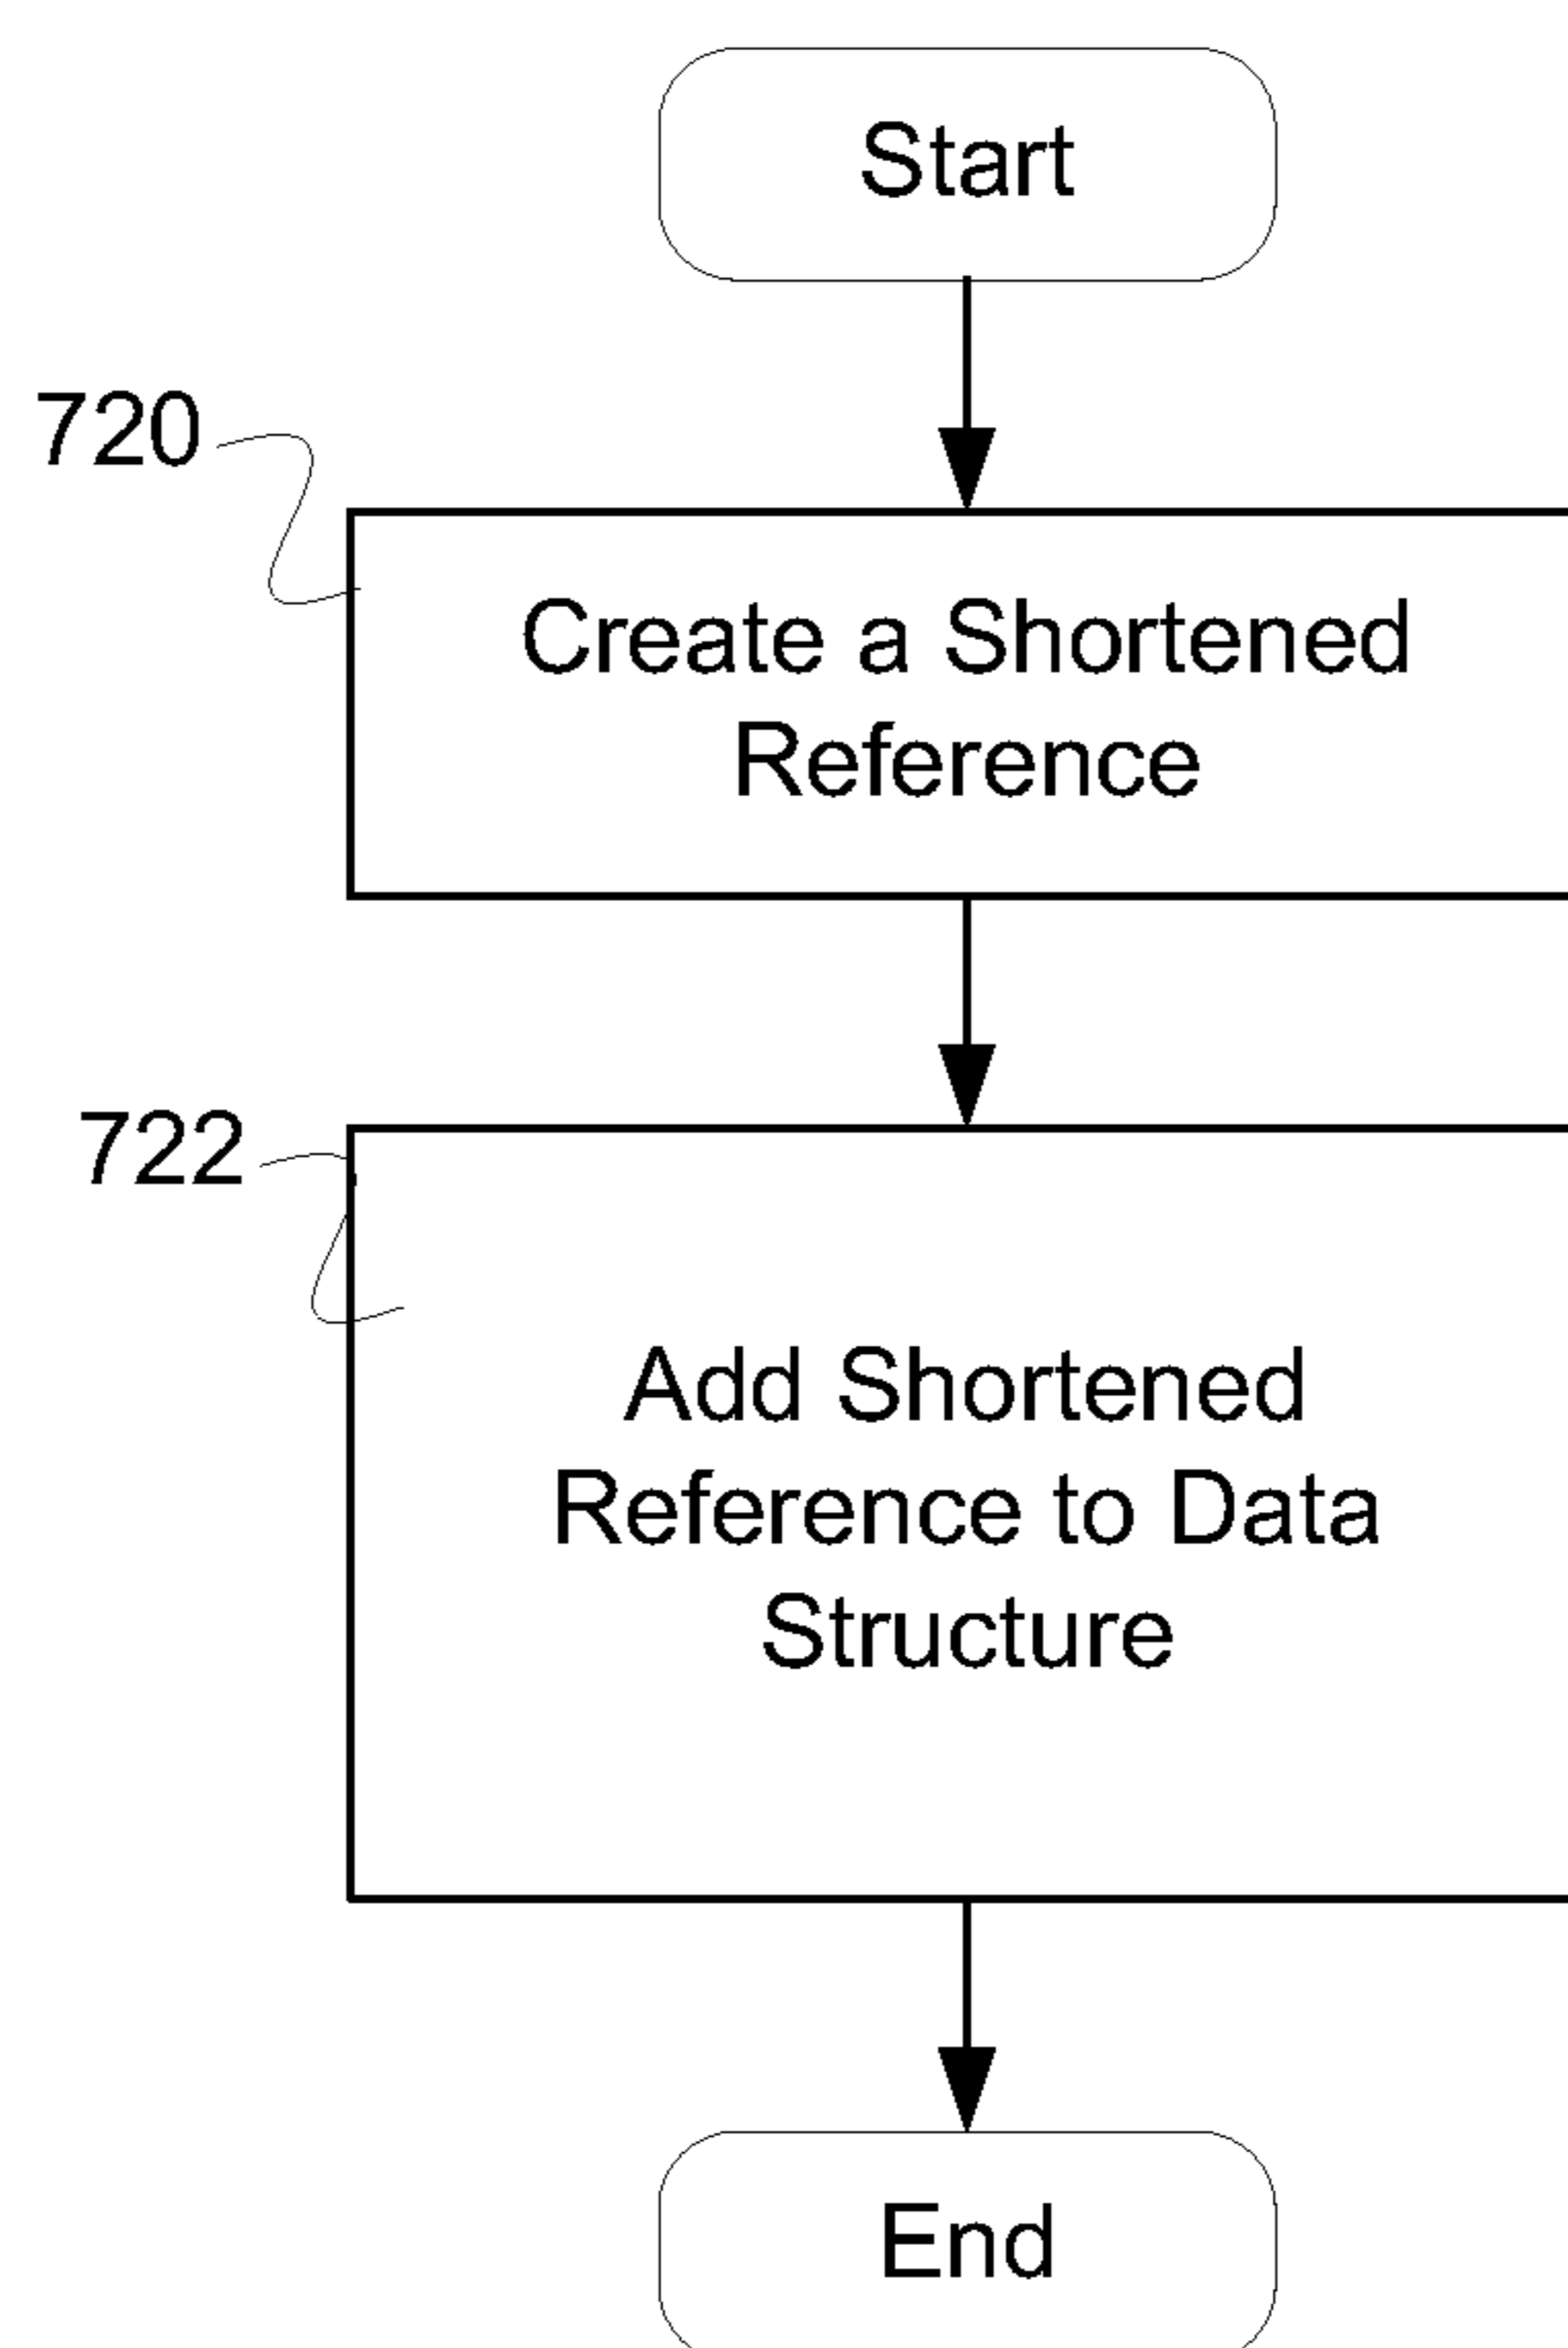 Start
720
Create a Shortened
Reference
722
Add Shortened
Reference to Data
Structure
End